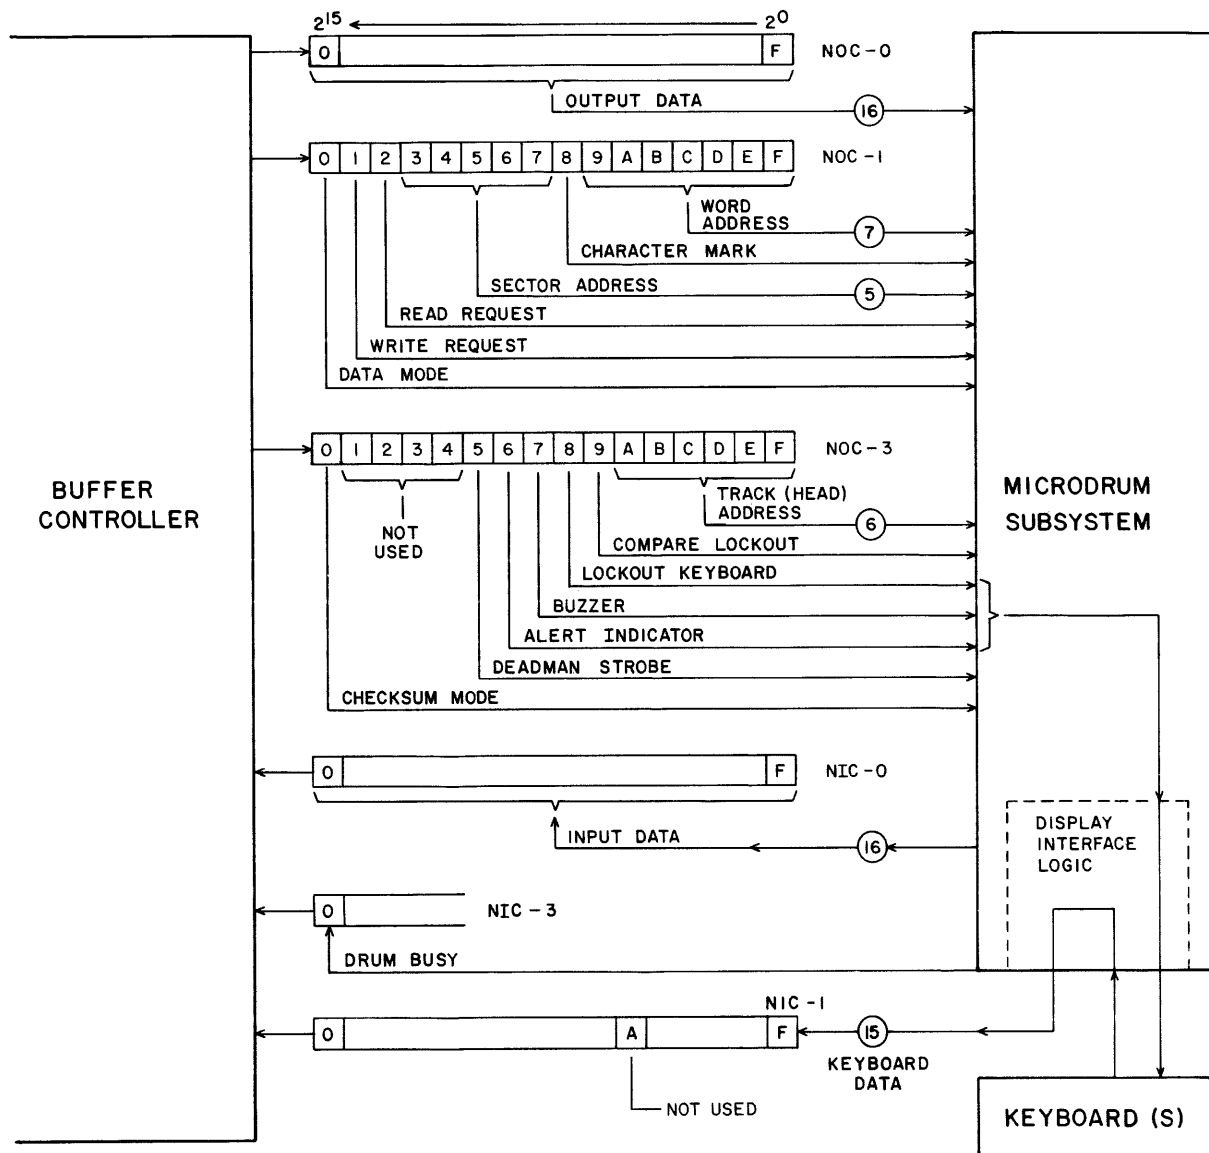 2^15 2^0
0 F NOC-0
OUTPUT DATA 16
0 1 2 3 4 5 6 7 8 9 A B C D E F NOC-1
WORD
ADDRESS 7
CHARACTER MARK
SECTOR ADDRESS 5
READ REQUEST
WRITE REQUEST
DATA MODE
0 1 2 3 4 5 6 7 8 9 A B C D E F NOC-3
BUFFER
CONTROLLER
MICRODRUM
SUBSYSTEM
NOT
USED
TRACK (HEAD)
ADDRESS 6
COMPARE LOCKOUT
LOCKOUT KEYBOARD
BUZZER
ALERT INDICATOR
DEADMAN STROBE
CHECKSUM MODE
0 F NIC-0
INPUT DATA 16
DISPLAY
INTERFACE
LOGIC
0 NIC-3
DRUM BUSY
NIC-1
0 A F 15
KEYBOARD
DATA
NOT USED
KEYBOARD (S)